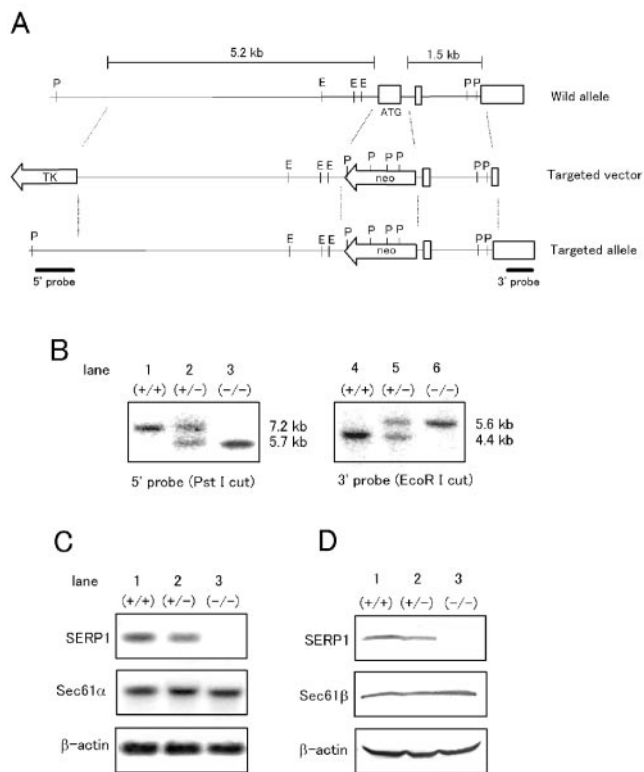 A
5.2 kb
1.5 kb
P
E
E E
P P
ATG
Wild allele
TK
E
E E
P
P
P P
neo
P P
Targeted vector
P
E
E E
P
P
P P
neo
P P
Targeted allele
5' probe
3' probe
B
lane 1 2 3
(+/+) (+/−) (−/−)
7.2 kb
5.7 kb
5' probe (Pst I cut)
4 5 6
(+/+) (+/−) (−/−)
5.6 kb
4.4 kb
3' probe (EcoR I cut)
C
lane 1 2 3
(+/+) (+/−) (−/−)
SERP1
Sec61α
β-actin
D
1 2 3
(+/+) (+/−) (−/−)
SERP1
Sec61β
β-actin